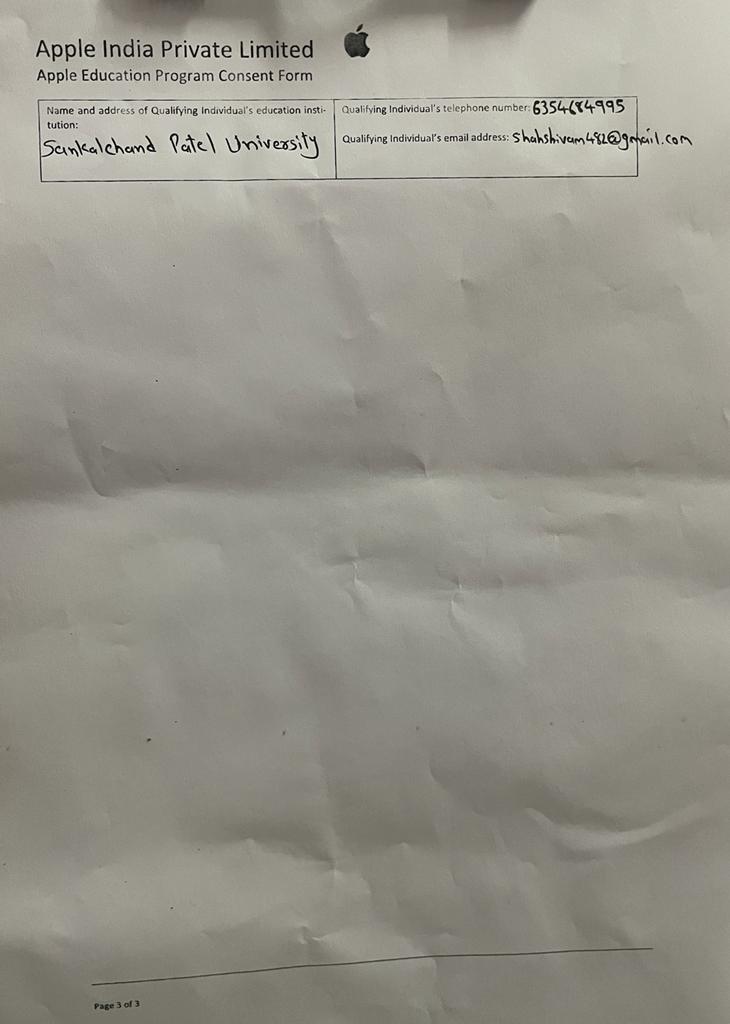 Apple India Private Limited
Apple Education Program Consent Form
Name and address of Qualifying Individual's education insti-
tution:
Sankalchand Patel University
Qualifying Individual's telephone number: 6354684995
Qualifying Individual's email address: shahshivam482@gmail.com
Page 3 of 3